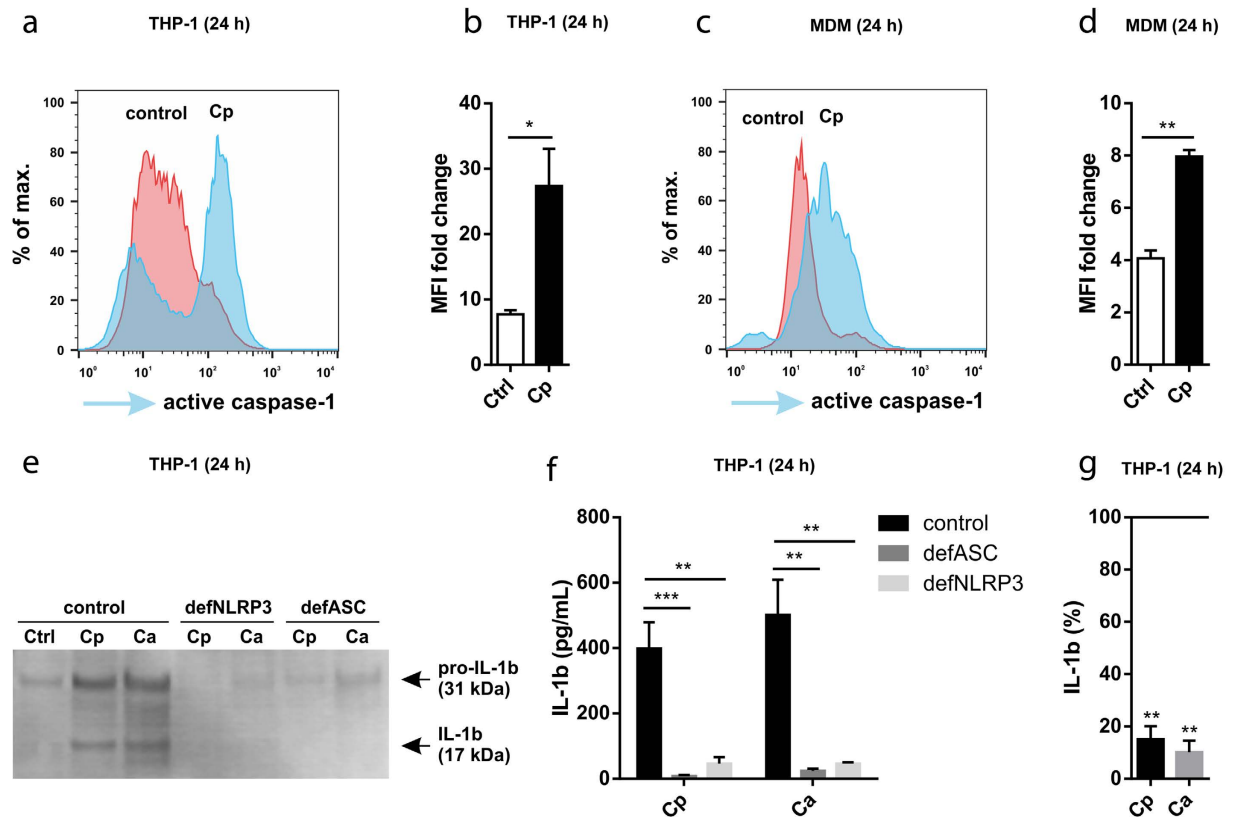 a
THP-1 (24 h)
% of max.
100
80
60
40
20
0
control
Cp
10⁰ 10¹ 10² 10³ 10⁴
active caspase-1
b
THP-1 (24 h)
MFI fold change
40
30
20
10
0
*
Ctrl
Cp
c
MDM (24 h)
% of max.
100
80
60
40
20
0
control
Cp
10⁰ 10¹ 10² 10³ 10⁴
active caspase-1
d
MDM (24 h)
MFI fold change
10
8
6
4
2
0
**
Ctrl
Cp
e
THP-1 (24 h)
control defNLRP3 defASC
Ctrl Cp Ca Cp Ca Cp Ca
pro-IL-1b
(31 kDa)
IL-1b
(17 kDa)
f
THP-1 (24 h)
IL-1b (pg/mL)
800
600
400
200
0
**
***
**
**
Cp
Ca
control
defASC
defNLRP3
g
THP-1 (24 h)
IL-1b (%)
100
80
60
40
20
0
**
**
Cp
Ca